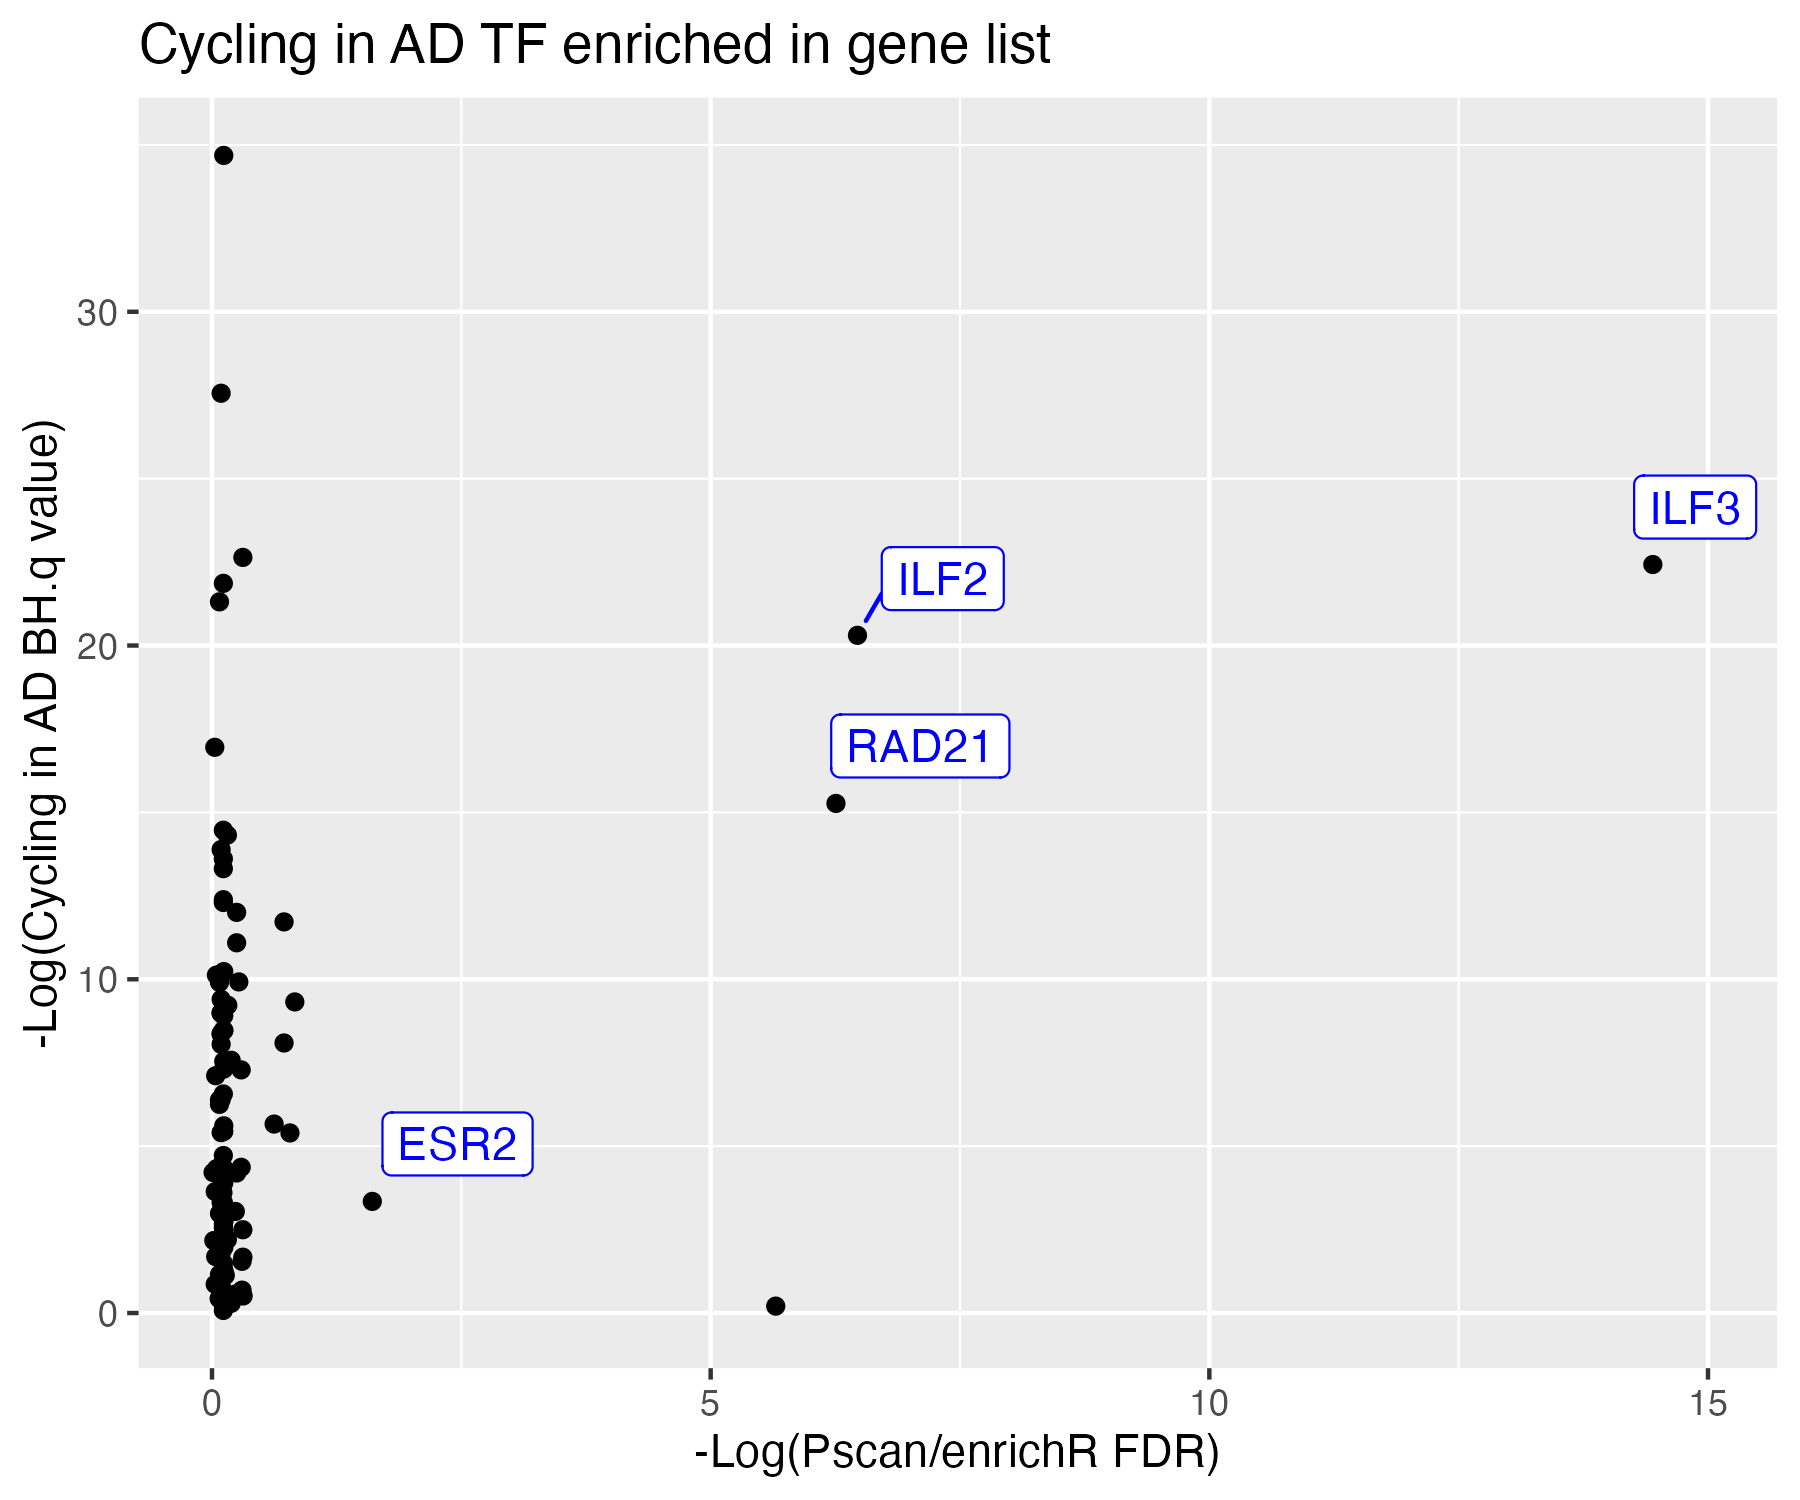 Cycling in AD TF enriched in gene list
-Log(Cycling in AD BH.q value)
30
20
10
0
ILF3
ILF2
RAD21
ESR2
0
5
10
15
-Log(Pscan/enrichR FDR)